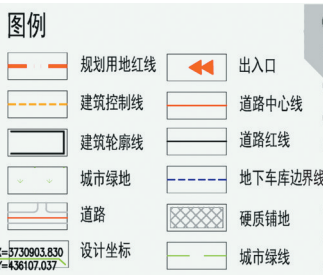 图例
规划用地红线
出入口
建筑控制线
道路中心线
建筑轮廓线
道路红线
城市绿地
地下车库边界线
道路
硬质铺地
X=3730903.830
Y=436107.037
设计坐标
城市绿线